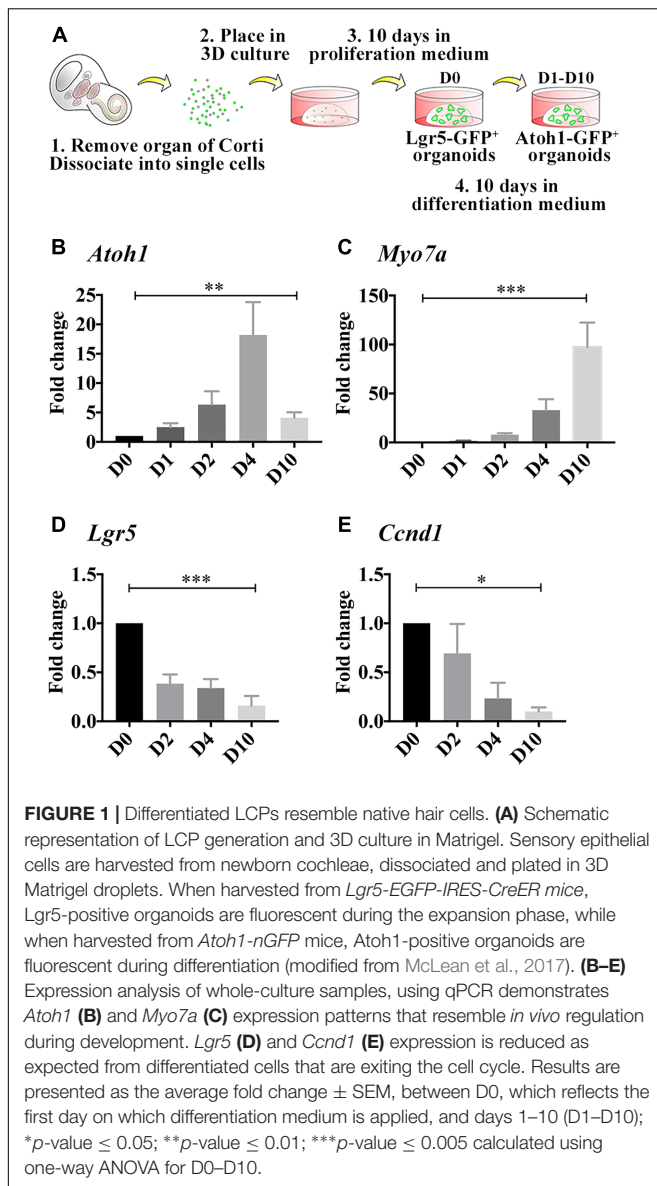 A
2. Place in
3D culture
3. 10 days in
proliferation medium
D0
D1-D10
1. Remove organ of Corti
Dissociate into single cells
Lgr5-GFP⁺
organoids
Atoh1-GFP⁺
organoids
4. 10 days in
differentiation medium
B
Atoh1
**
Fold change
25
20
15
10
5
0
D0
D1
D2
D4
D10
C
Myo7a
***
Fold change
150
100
50
0
D0
D1
D2
D4
D10
D
Lgr5
***
Fold change
1.5
1.0
0.5
0.0
D0
D2
D4
D10
E
Ccnd1
*
Fold change
1.5
1.0
0.5
0.0
D0
D2
D4
D10
FIGURE 1 | Differentiated LCPs resemble native hair cells. (A) Schematic
representation of LCP generation and 3D culture in Matrigel. Sensory epithelial
cells are harvested from newborn cochleae, dissociated and plated in 3D
Matrigel droplets. When harvested from Lgr5-EGFP-IRES-CreER mice,
Lgr5-positive organoids are fluorescent during the expansion phase, while
when harvested from Atoh1-nGFP mice, Atoh1-positive organoids are
fluorescent during differentiation (modified from McLean et al., 2017). (B–E)
Expression analysis of whole-culture samples, using qPCR demonstrates
Atoh1 (B) and Myo7a (C) expression patterns that resemble in vivo regulation
during development. Lgr5 (D) and Ccnd1 (E) expression is reduced as
expected from differentiated cells that are exiting the cell cycle. Results are
presented as the average fold change ± SEM, between D0, which reflects the
first day on which differentiation medium is applied, and days 1–10 (D1–D10);
*p-value ≤ 0.05; **p-value ≤ 0.01; ***p-value ≤ 0.005 calculated using
one-way ANOVA for D0–D10.